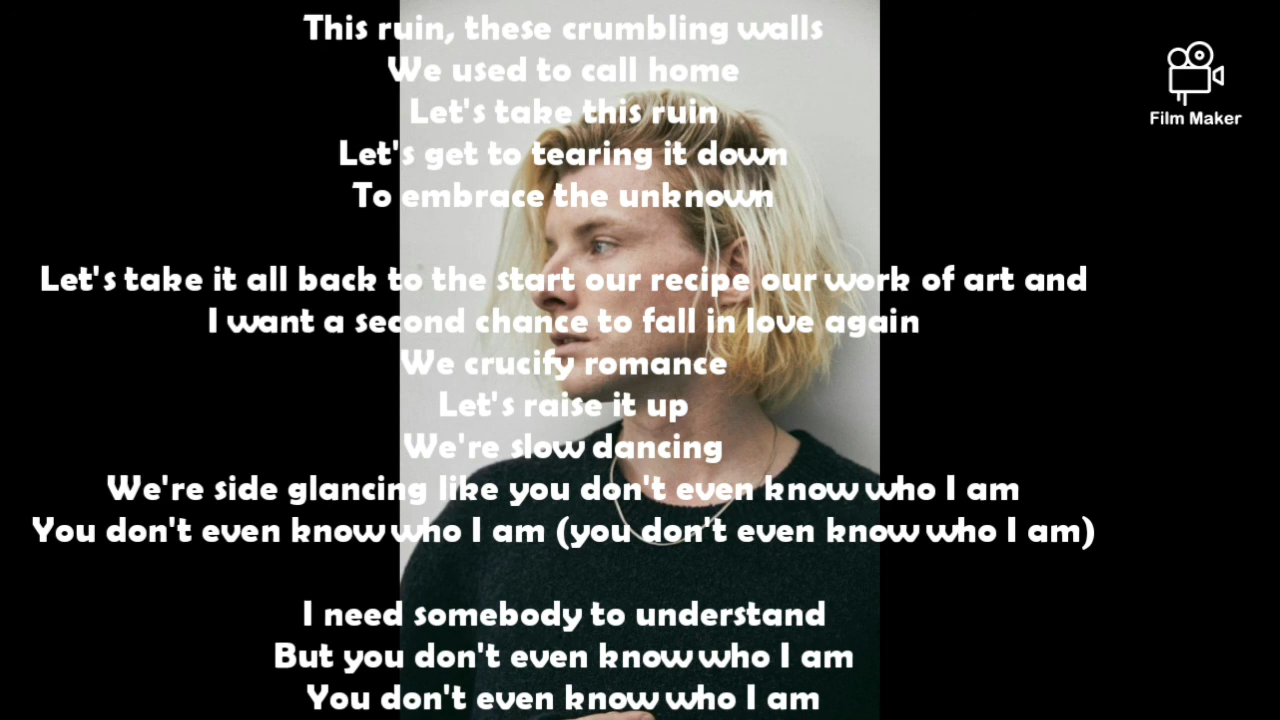 This ruin, these crumbling walls
We used to call home
Let's take this ruin
Let's get to tearing it down
To embrace the unknown
Let's take it all back to the start our recipe our work of art and
I want a second chance to fall in love again
We crucify romance
Let's raise it up
We're slow dancing
We're side glancing like you don't even know who I am
You don't even know who I am (you don't even know who I am)
I need somebody to understand
But you don't even know who I am
You don't even know who I am
Film Maker